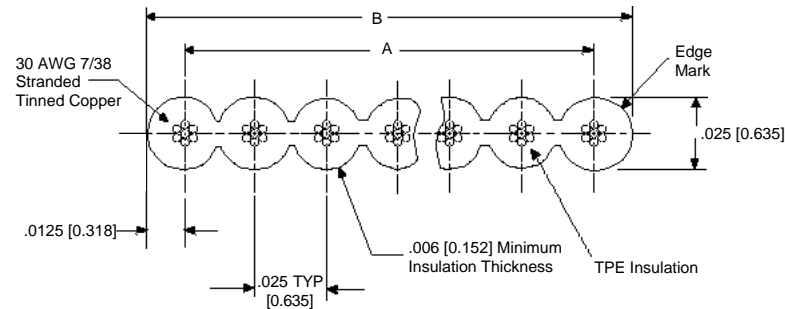 B
A
30 AWG 7/38
Stranded
Tinned Copper
Edge
Mark
.025 [0.635]
.0125 [0.318]
.025 TYP
[0.635]
.006 [0.152] Minimum
Insulation Thickness
TPE Insulation